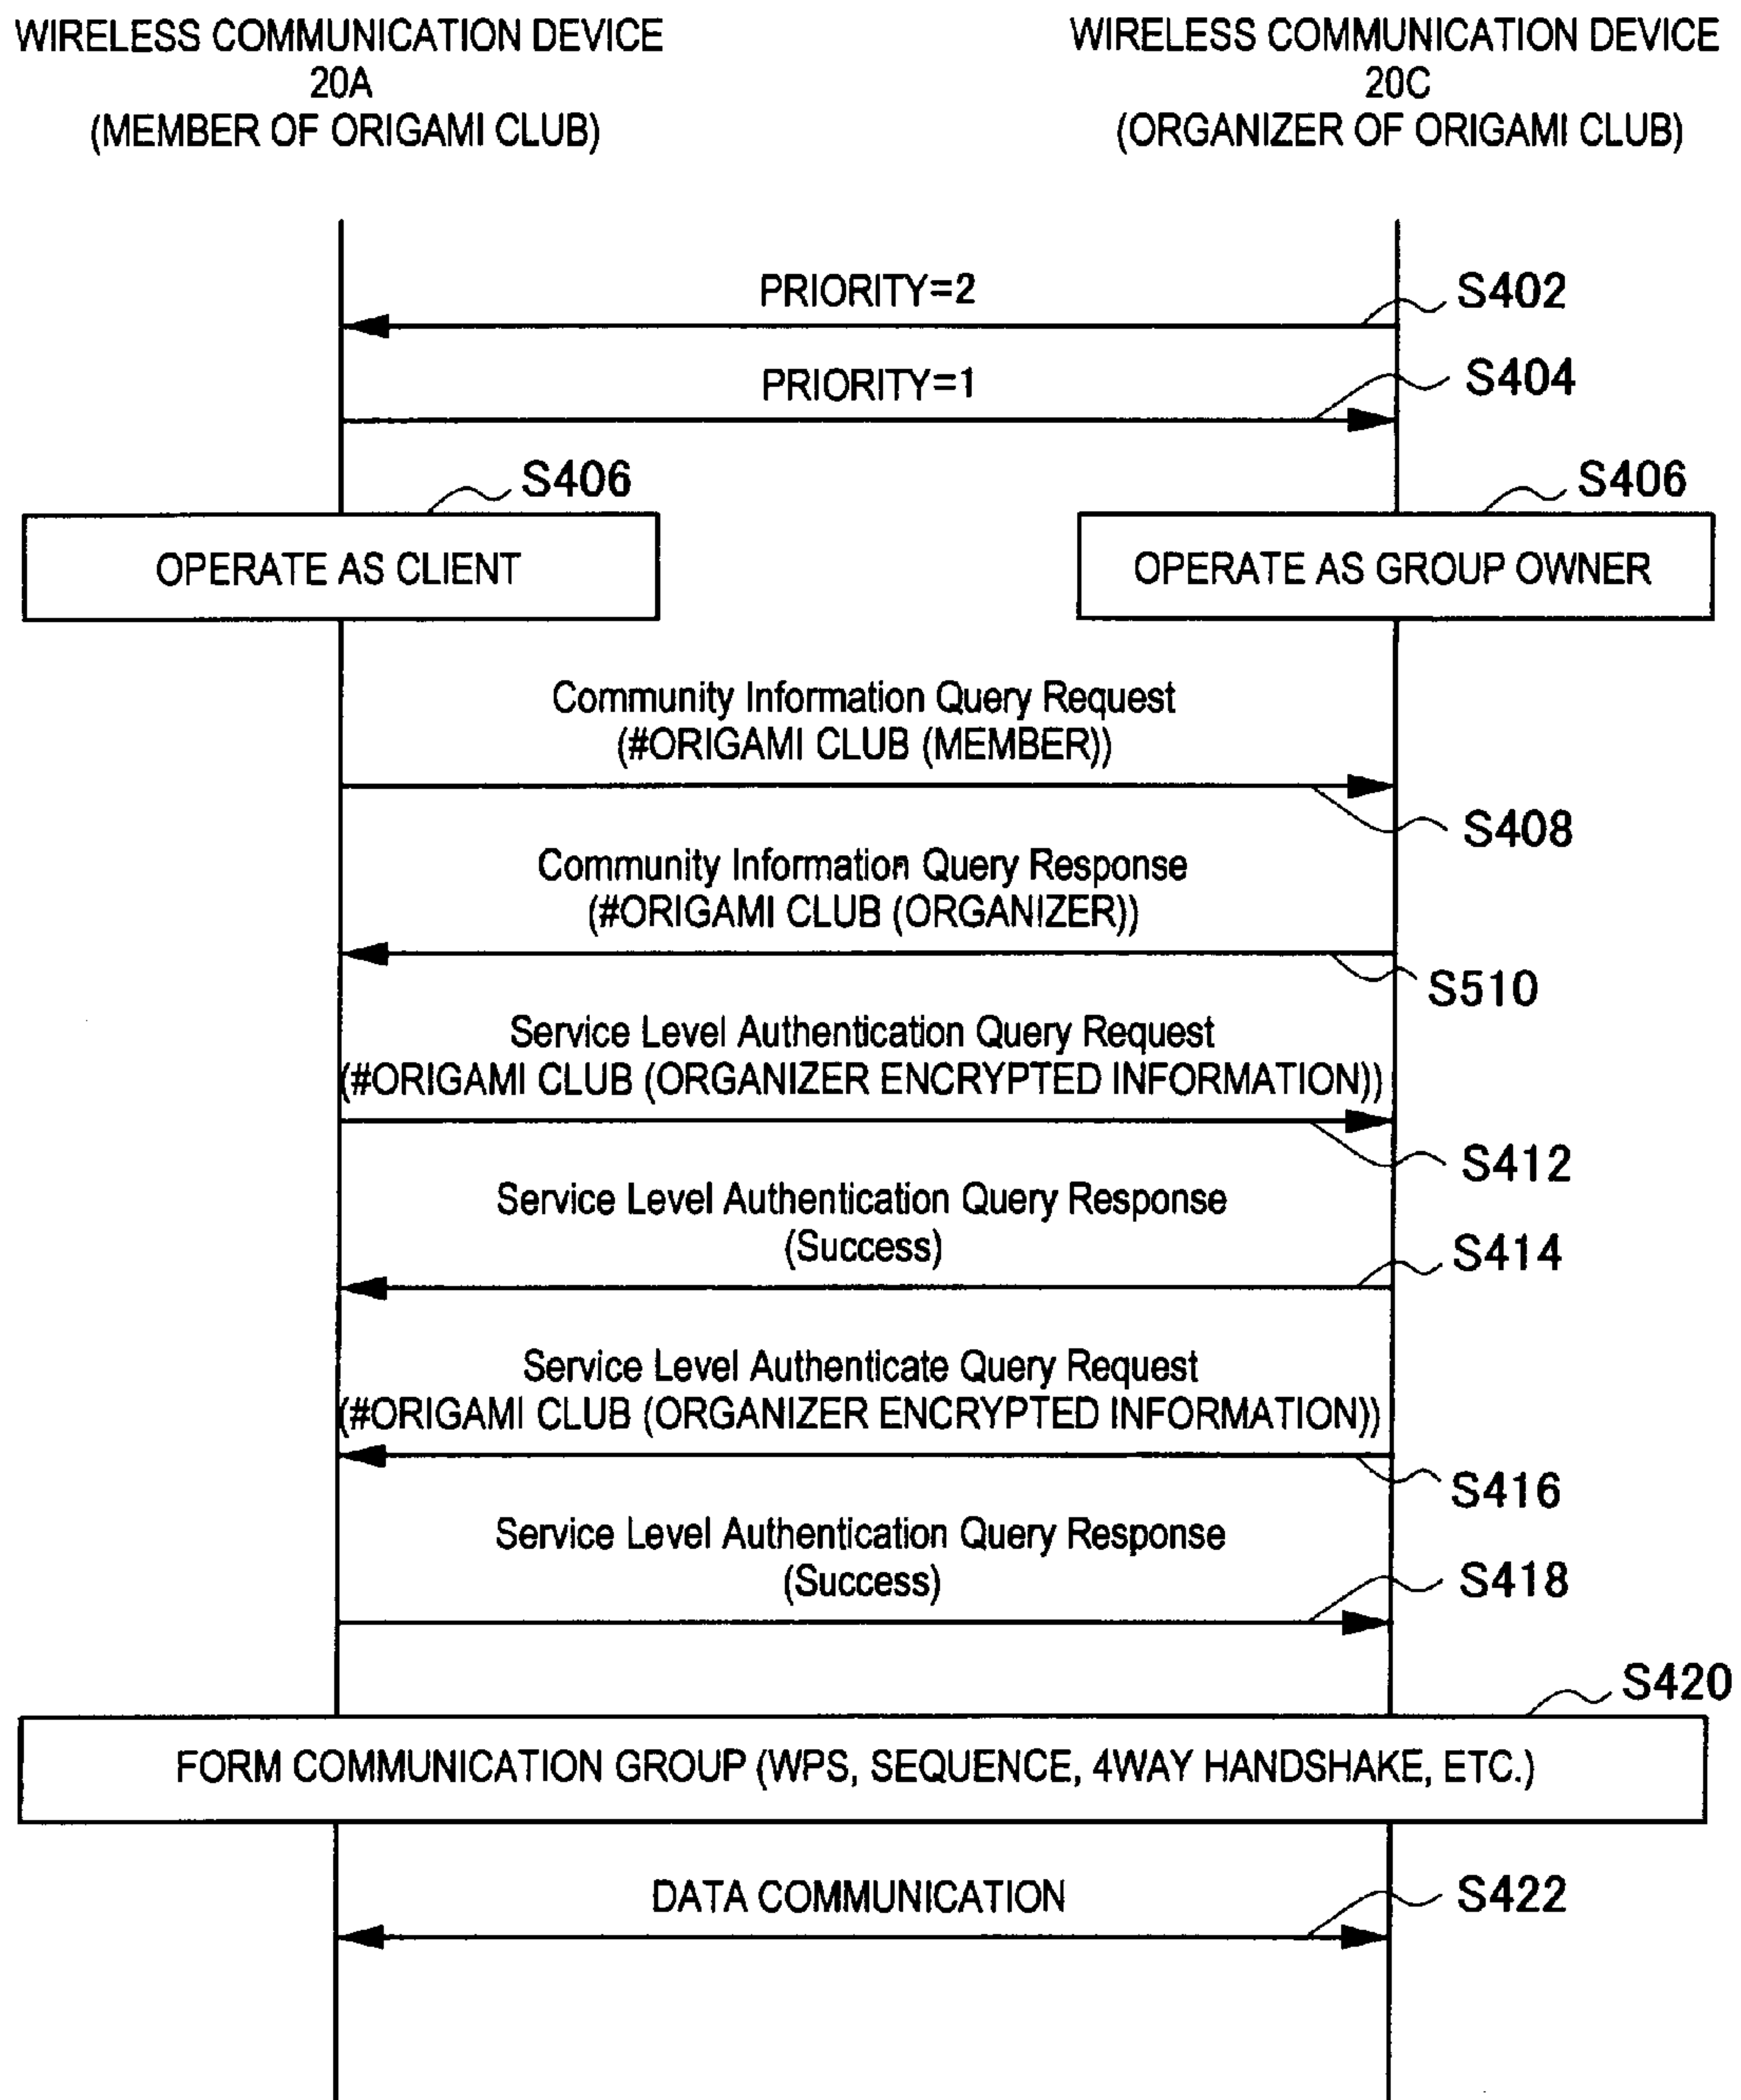 WIRELESS COMMUNICATION DEVICE
20A
(MEMBER OF ORIGAMI CLUB)
WIRELESS COMMUNICATION DEVICE
20C
(ORGANIZER OF ORIGAMI CLUB)
PRIORITY=2
S402
PRIORITY=1
S404
S406
S406
OPERATE AS CLIENT
OPERATE AS GROUP OWNER
Community Information Query Request
(#ORIGAMI CLUB (MEMBER))
S408
Community Information Query Response
(#ORIGAMI CLUB (ORGANIZER))
S510
Service Level Authentication Query Request
(#ORIGAMI CLUB (ORGANIZER ENCRYPTED INFORMATION))
S412
Service Level Authentication Query Response
(Success)
S414
Service Level Authenticate Query Request
(#ORIGAMI CLUB (ORGANIZER ENCRYPTED INFORMATION))
S416
Service Level Authentication Query Response
(Success)
S418
S420
FORM COMMUNICATION GROUP (WPS, SEQUENCE, 4WAY HANDSHAKE, ETC.)
DATA COMMUNICATION
S422